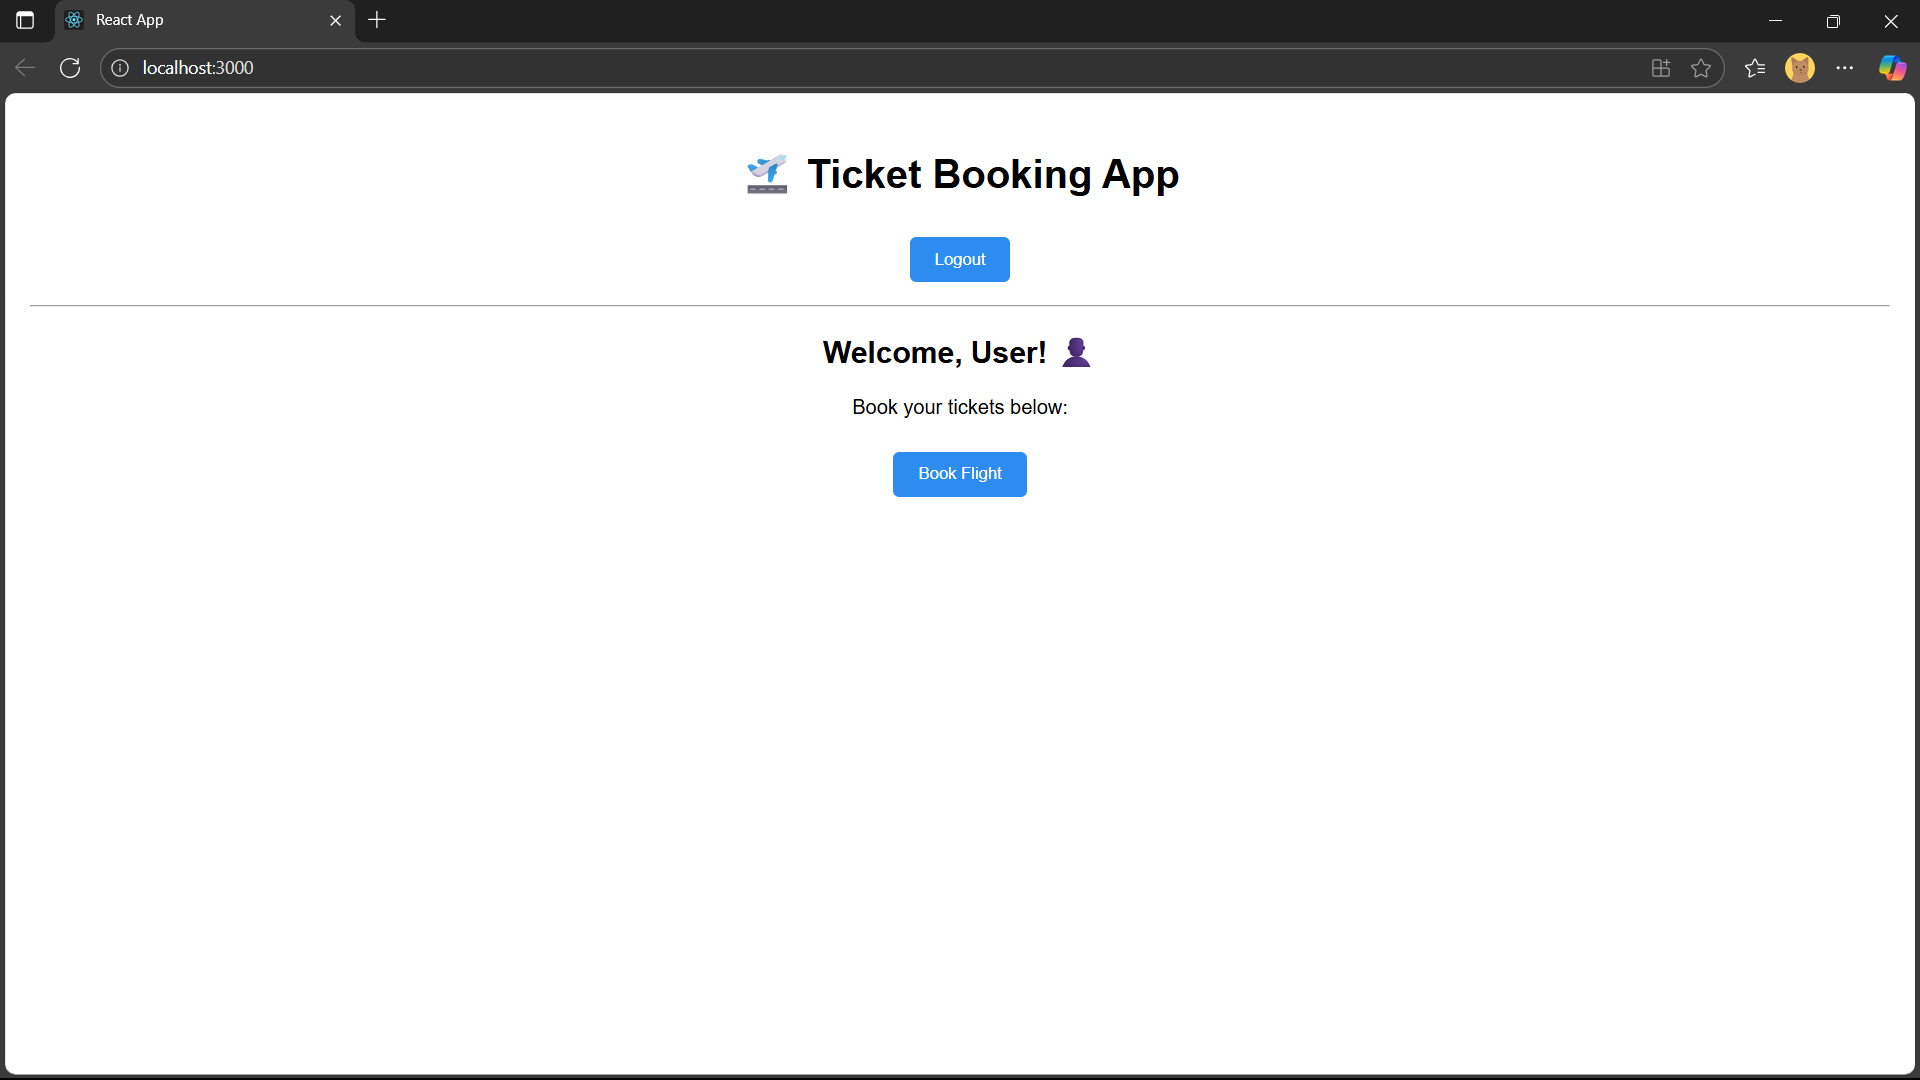 React App
localhost:3000
Ticket Booking App
Logout
Welcome, User!
Book your tickets below:
Book Flight